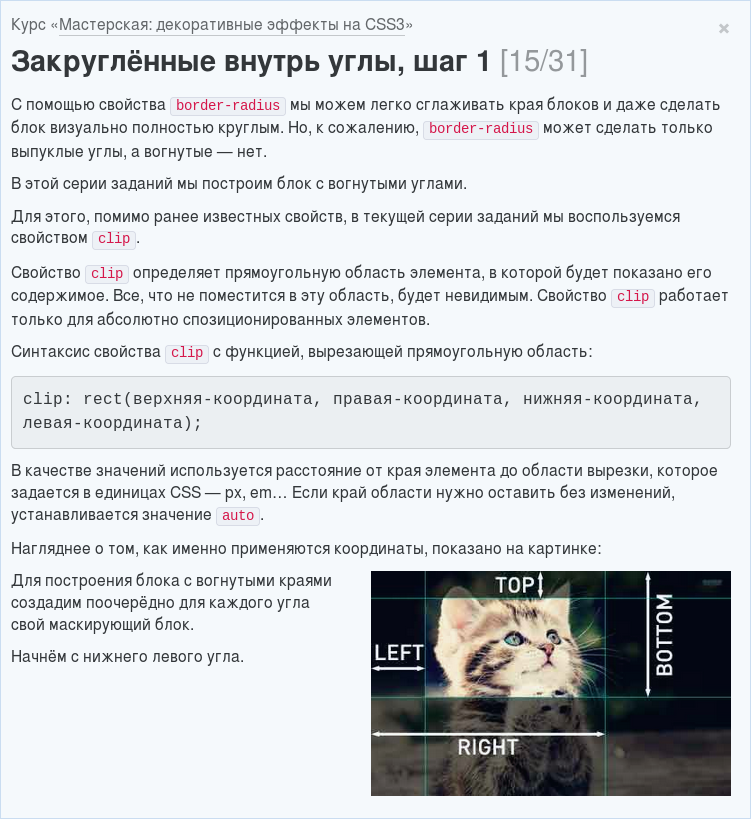 Курс «Мастерская: декоративные эффекты на CSS3»
×
Закруглённые внутрь углы, шаг 1 [15/31]
С помощью свойства border-radius мы можем легко сглаживать края блоков и даже сделать
блок визуально полностью круглым. Но, к сожалению, border-radius может сделать только
выпуклые углы, а вогнутые — нет.
В этой серии заданий мы построим блок с вогнутыми углами.
Для этого, помимо ранее известных свойств, в текущей серии заданий мы воспользуемся
свойством clip.
Свойство clip определяет прямоугольную область элемента, в которой будет показано его
содержимое. Все, что не поместится в эту область, будет невидимым. Свойство clip работает
только для абсолютно спозиционированных элементов.
Синтаксис свойства clip с функцией, вырезающей прямоугольную область:
clip: rect(верхняя-координата, правая-координата, нижняя-координата,
левая-координата);
В качестве значений используется расстояние от края элемента до области вырезки, которое
задается в единицах CSS — px, em… Если край области нужно оставить без изменений,
устанавливается значение auto.
Нагляднее о том, как именно применяются координаты, показано на картинке:
Для построения блока с вогнутыми краями
создадим поочерёдно для каждого угла
свой маскирующий блок.
Начнём с нижнего левого угла.
TOP
LEFT
BOTTOM
RIGHT